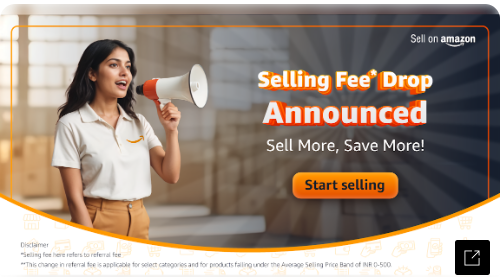 Sell on amazon
Selling Fee* Drop
Announced
Sell More, Save More!
Start selling
Disclaimer
*Selling fee here refers to referral fee
**This change in referral fee is applicable for select categories and for products falling under the Average Selling Price Band of INR 0-500.